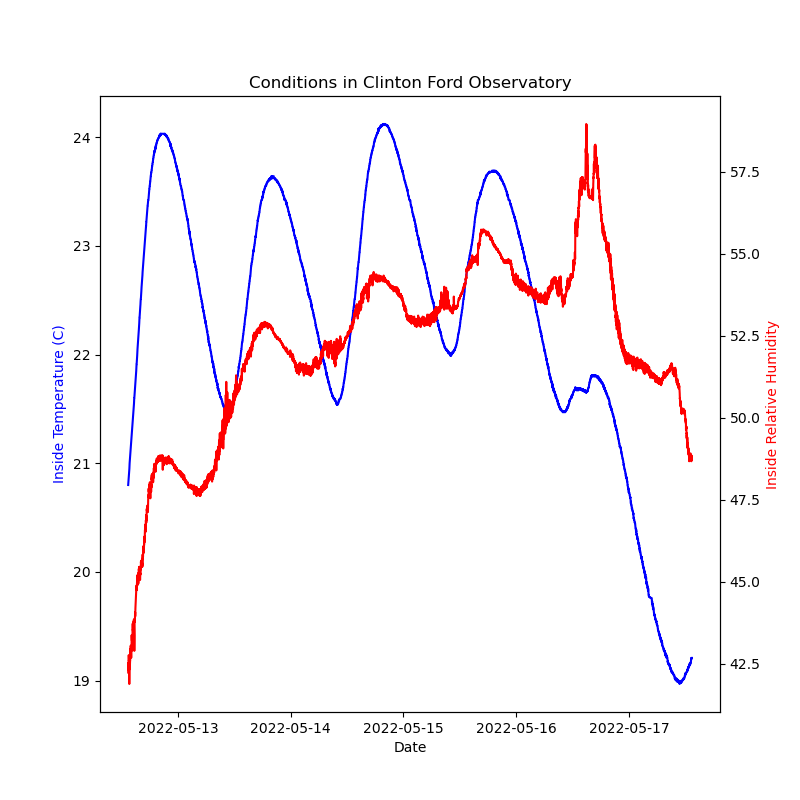 Conditions in Clinton Ford Observatory
24
23
22
21
20
19
Inside Temperature (C)
57.5
55.0
52.5
50.0
47.5
45.0
42.5
Inside Relative Humidity
2022-05-13 2022-05-14 2022-05-15 2022-05-16 2022-05-17
Date